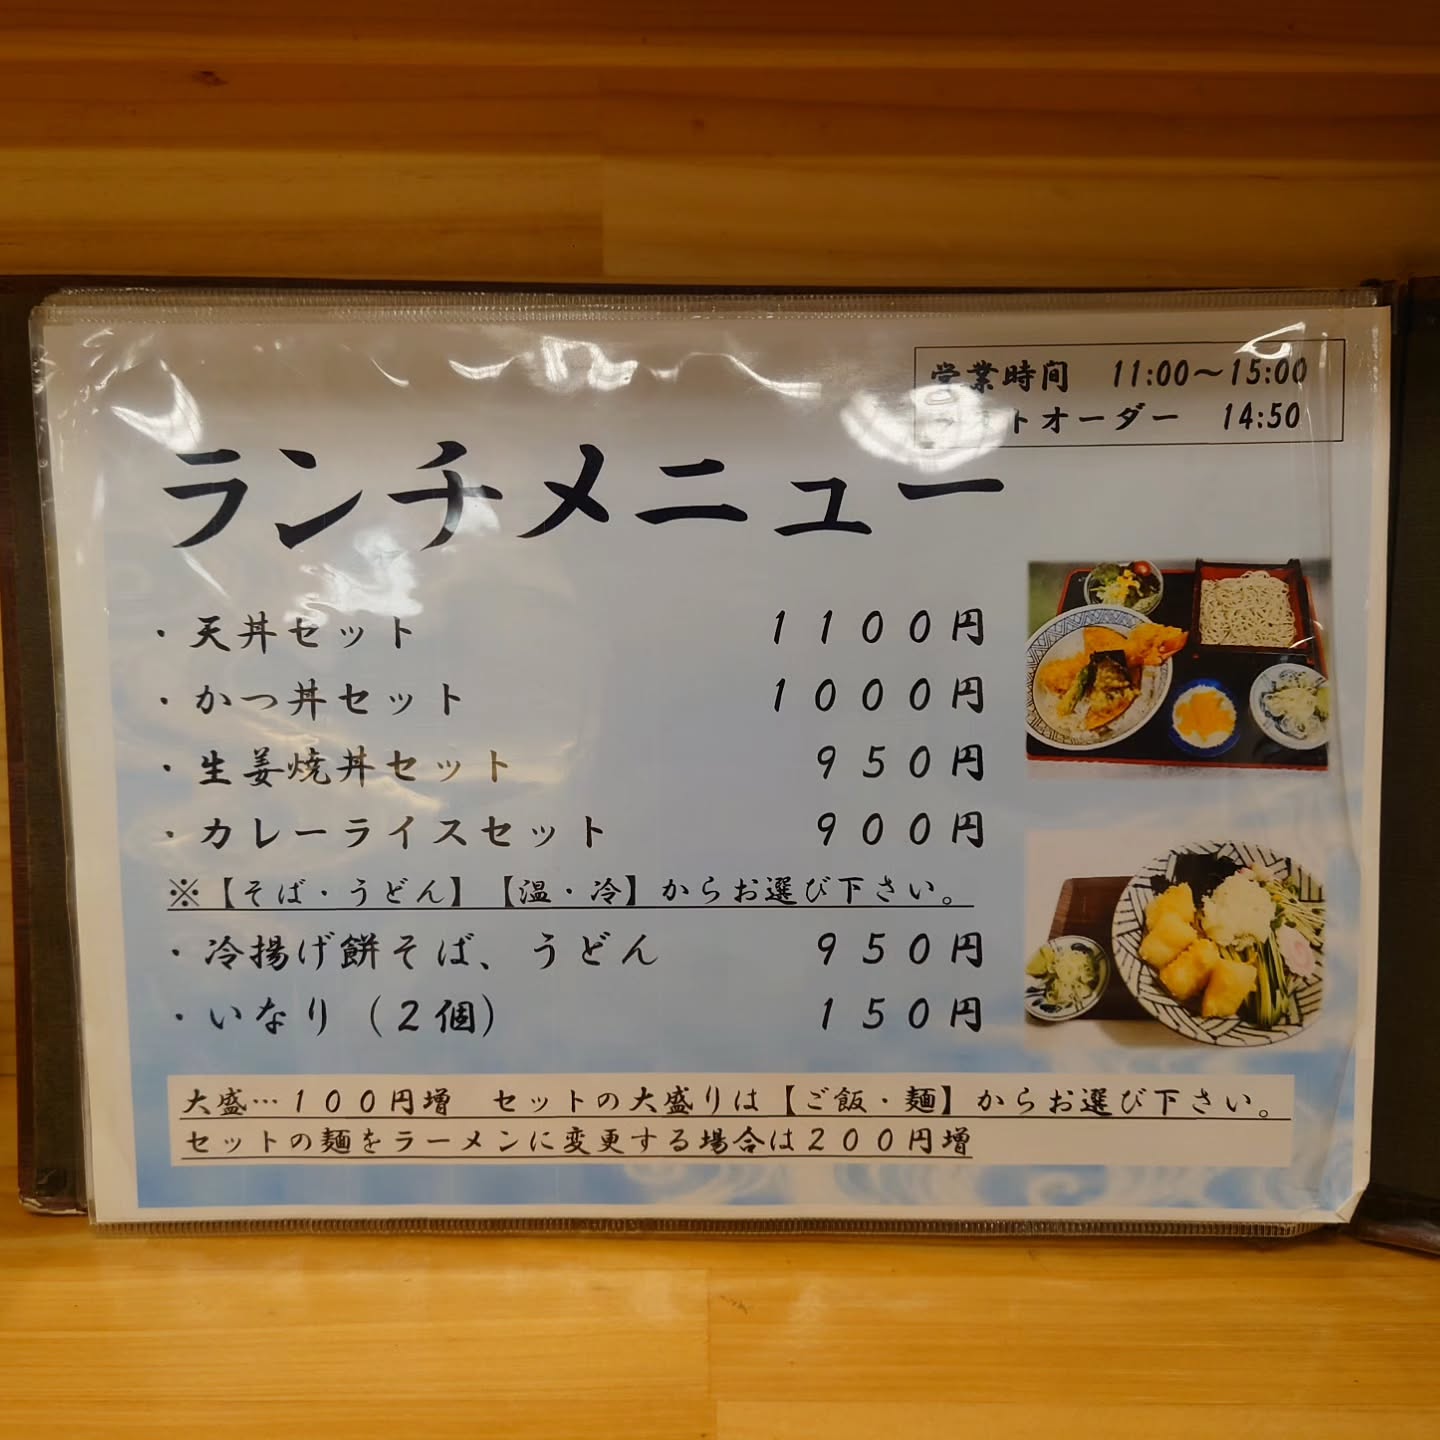 営業時間　11:00～15:00
ラストオーダー　14:50
ランチメニュー
・天丼セット　１１００円
・かつ丼セット　１０００円
・生姜焼丼セット　９５０円
・カレーライスセット　９００円
※【そば・うどん】【温・冷】からお選び下さい。
・冷揚げ餅そば、うどん　９５０円
・いなり（２個）　１５０円
大盛…１００円増　セットの大盛りは【ご飯・麺】からお選び下さい。
セットの麺をラーメンに変更する場合は２００円増